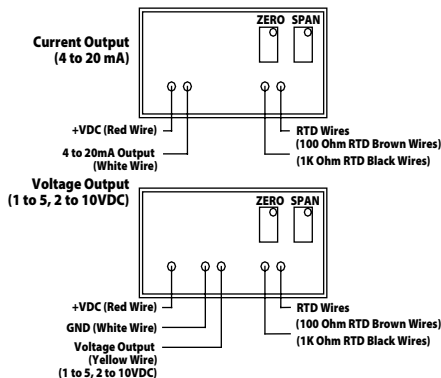 ZERO SPAN
Current Output
(4 to 20 mA)
+VDC (Red Wire)
4 to 20mA Output
(White Wire)
RTD Wires
(100 Ohm RTD Brown Wires)
(1K Ohm RTD Black Wires)
Voltage Output
(1 to 5, 2 to 10VDC)
ZERO SPAN
+VDC (Red Wire)
GND (White Wire)
Voltage Output
(Yellow Wire)
(1 to 5, 2 to 10VDC)
RTD Wires
(100 Ohm RTD Brown Wires)
(1K Ohm RTD Black Wires)